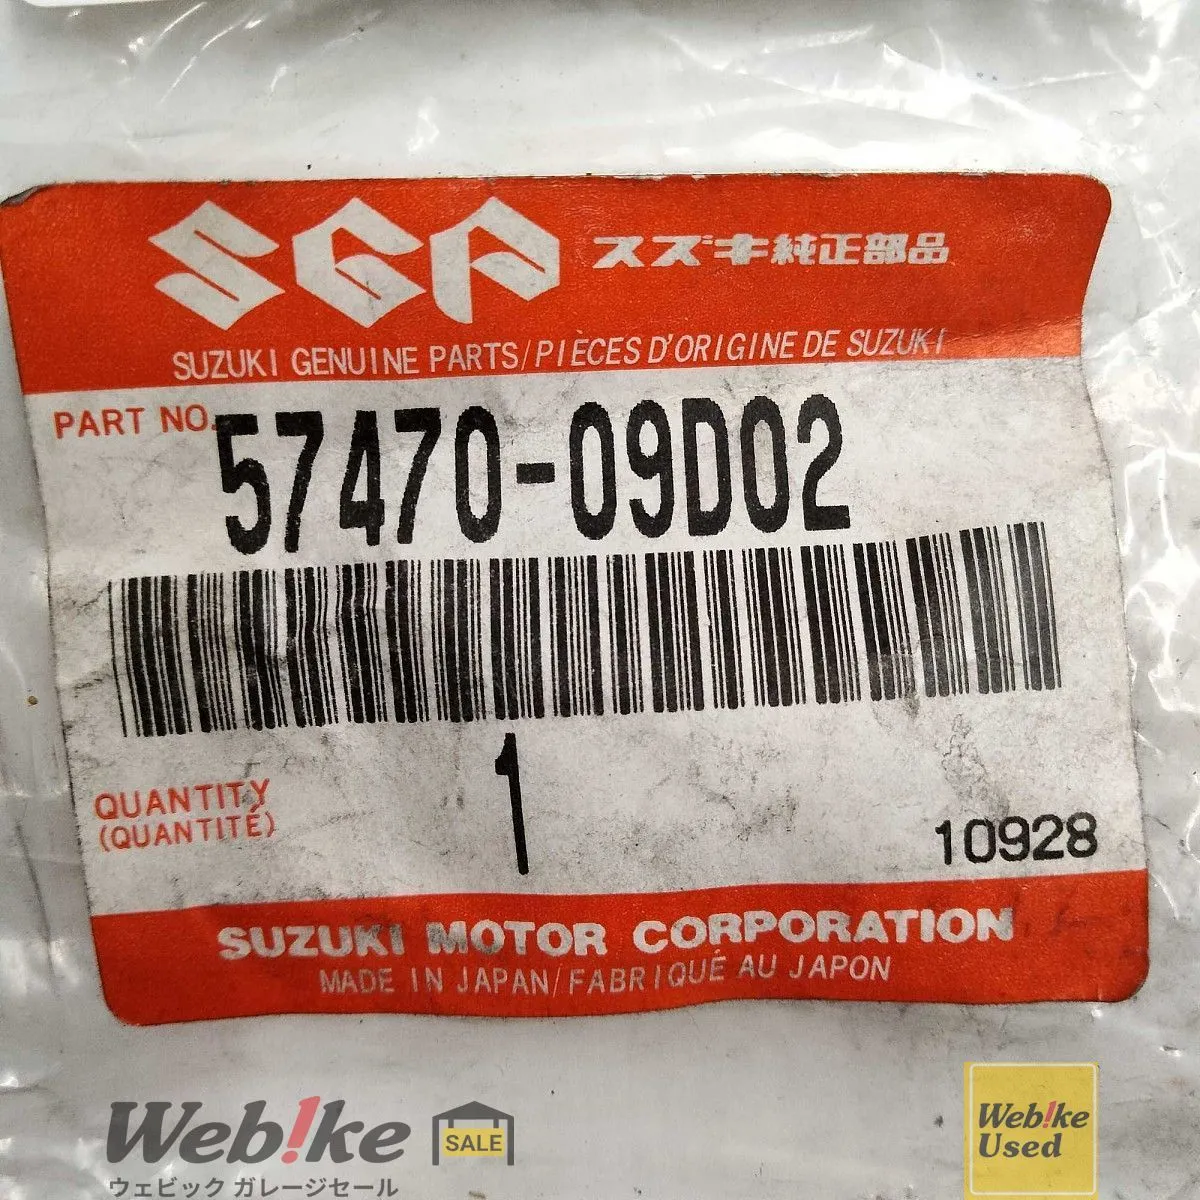 SGP スズキ純正部品
SUZUKI GENUINE PARTS/PIÈCES D'ORIGINE DE SUZUKI
PART NO. 57470-09D02
1
QUANTITY
(QUANTITÉ)
10928
SUZUKI MOTOR CORPORATION
MADE IN JAPAN/FABRIQUÉ AU JAPON
Web!ke SALE
ウェビック ガレージセール
Web!ke
Used